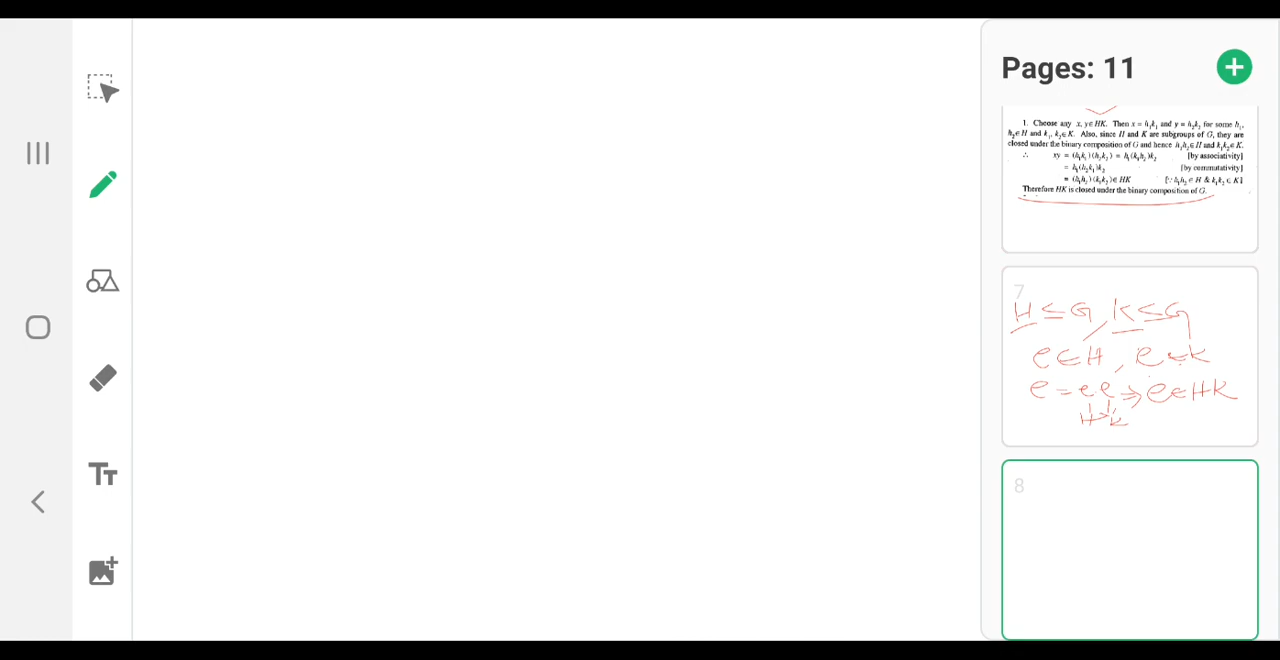 Pages: 11
1. Choose any x, y∈HK. Then x = h₁k₁ and y = h₂k₂ for some h₁,
h₂∈H and k₁, k₂∈K. Also, since H and K are subgroups of G, they are
closed under the binary composition of G and hence h₁h₂∈H and k₁k₂∈K.
∴ xy = (h₁k₁)(h₂k₂) = h₁(k₁h₂)k₂ [by associativity]
= h₁(h₂k₁)k₂ [by commutativity]
= (h₁h₂)(k₁k₂)∈HK [∵ h₁h₂∈H & k₁k₂∈K]
Therefore HK is closed under the binary composition of G.
7
H ≤ G, K ≤ G
e∈H, e∈K
e = ee ⇒ e∈HK
H K
8
TT